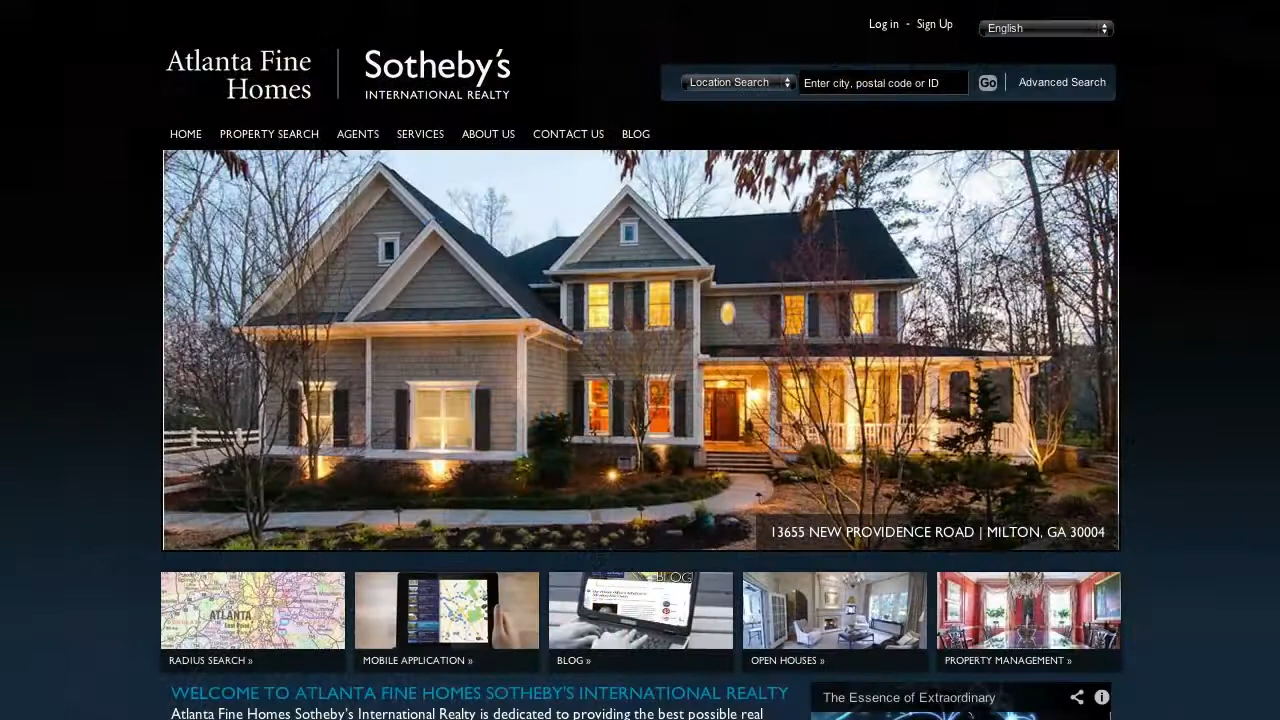 Log in - Sign Up
English
Atlanta Fine Homes
Sotheby's
INTERNATIONAL REALTY
Location Search
Enter city, postal code or ID
Go
Advanced Search
HOME PROPERTY SEARCH AGENTS SERVICES ABOUT US CONTACT US BLOG
13655 NEW PROVIDENCE ROAD | MILTON, GA 30004
ATLANTA
BLOG
RADIUS SEARCH »
MOBILE APPLICATION »
BLOG »
OPEN HOUSES »
PROPERTY MANAGEMENT »
WELCOME TO ATLANTA FINE HOMES SOTHEBY'S INTERNATIONAL REALTY
Atlanta Fine Homes Sotheby's International Realty is dedicated to providing the best possible real
The Essence of Extraordinary